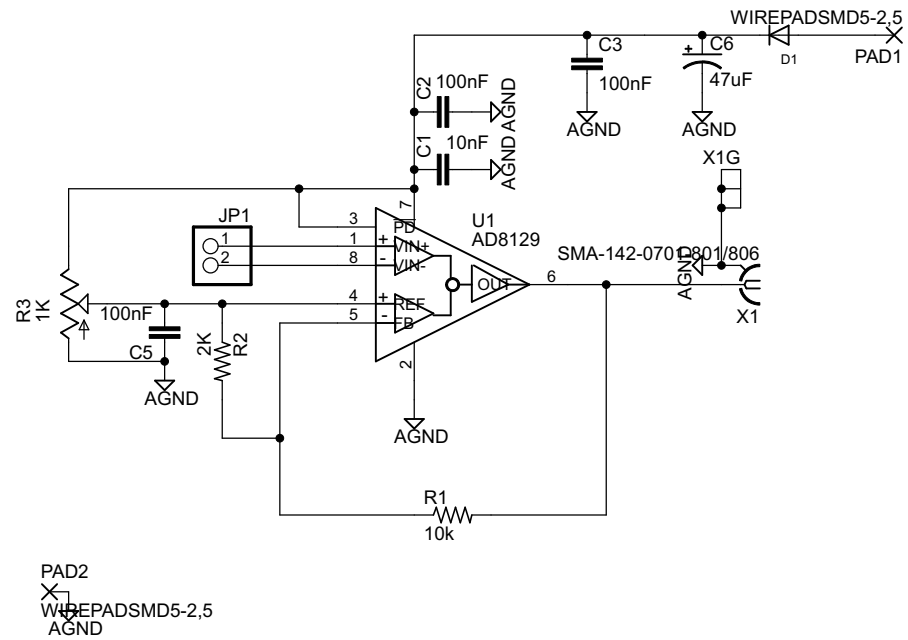 WIREPADSMD5-2,5
C3
C6
D1
PAD1
100nF
47uF
AGND
AGND
C2
100nF
AGND
C1
10nF
AGND
X1G
JP1
1
2
3
PD
7
U1
AD8129
1
+
VIN+
8
-
VIN-
SMA-142-0701-801/806
AGND
OUT
6
X1
R3
1K
100nF
C5
AGND
2K
R2
4
+
REF
5
-
FB
2
AGND
R1
10k
PAD2
WIREPADSMD5-2,5
AGND